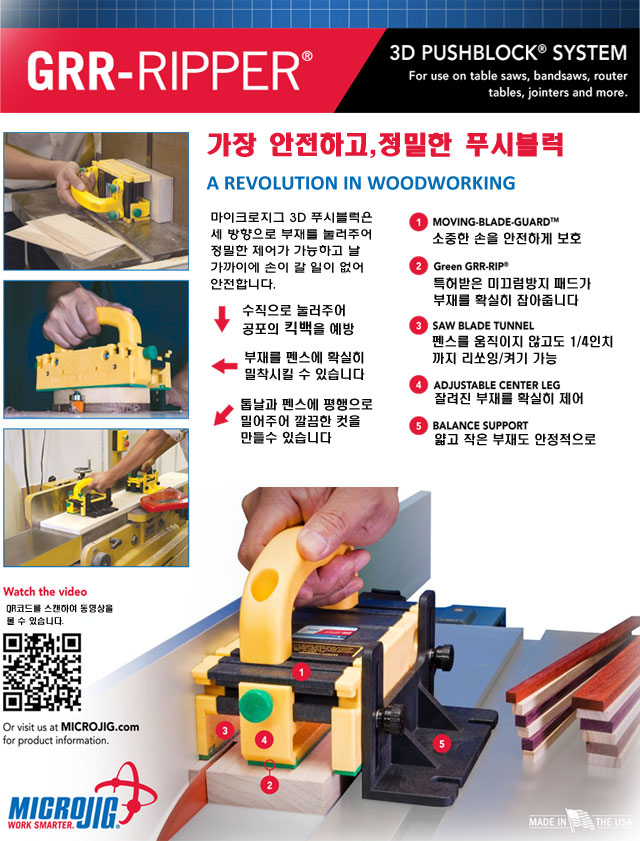 GRR-RIPPER®
3D PUSHBLOCK® SYSTEM
For use on table saws, bandsaws, router
tables, jointers and more.
가장 안전하고,정밀한 푸시블럭
A REVOLUTION IN WOODWORKING
마이크로지그 3D 푸시블럭은
세 방향으로 부재를 눌러주어
정밀한 제어가 가능하고 날
가까이에 손이 갈 일이 없어
안전합니다.
수직으로 눌러주어
공포의 킥백을 예방
부재를 펜스에 확실히
밀착시킬 수 있습니다
톱날과 펜스에 평행으로
밀어주어 깔끔한 컷을
만들수 있습니다
1 MOVING-BLADE-GUARD™
소중한 손을 안전하게 보호
2 Green GRR-RIP®
특허받은 미끄럼방지 패드가
부재를 확실히 잡아줍니다
3 SAW BLADE TUNNEL
펜스를 움직이지 않고도 1/4인치
까지 리쏘잉/켜기 가능
4 ADJUSTABLE CENTER LEG
잘려진 부재를 확실히 제어
5 BALANCE SUPPORT
얇고 작은 부재도 안정적으로
Watch the video
QR코드를 스캔하여 동영상을
볼 수 있습니다.
Or visit us at MICROJIG.com
for product information.
1
3
4
5
2
MICROJIG®
WORK SMARTER.
MADE IN THE USA